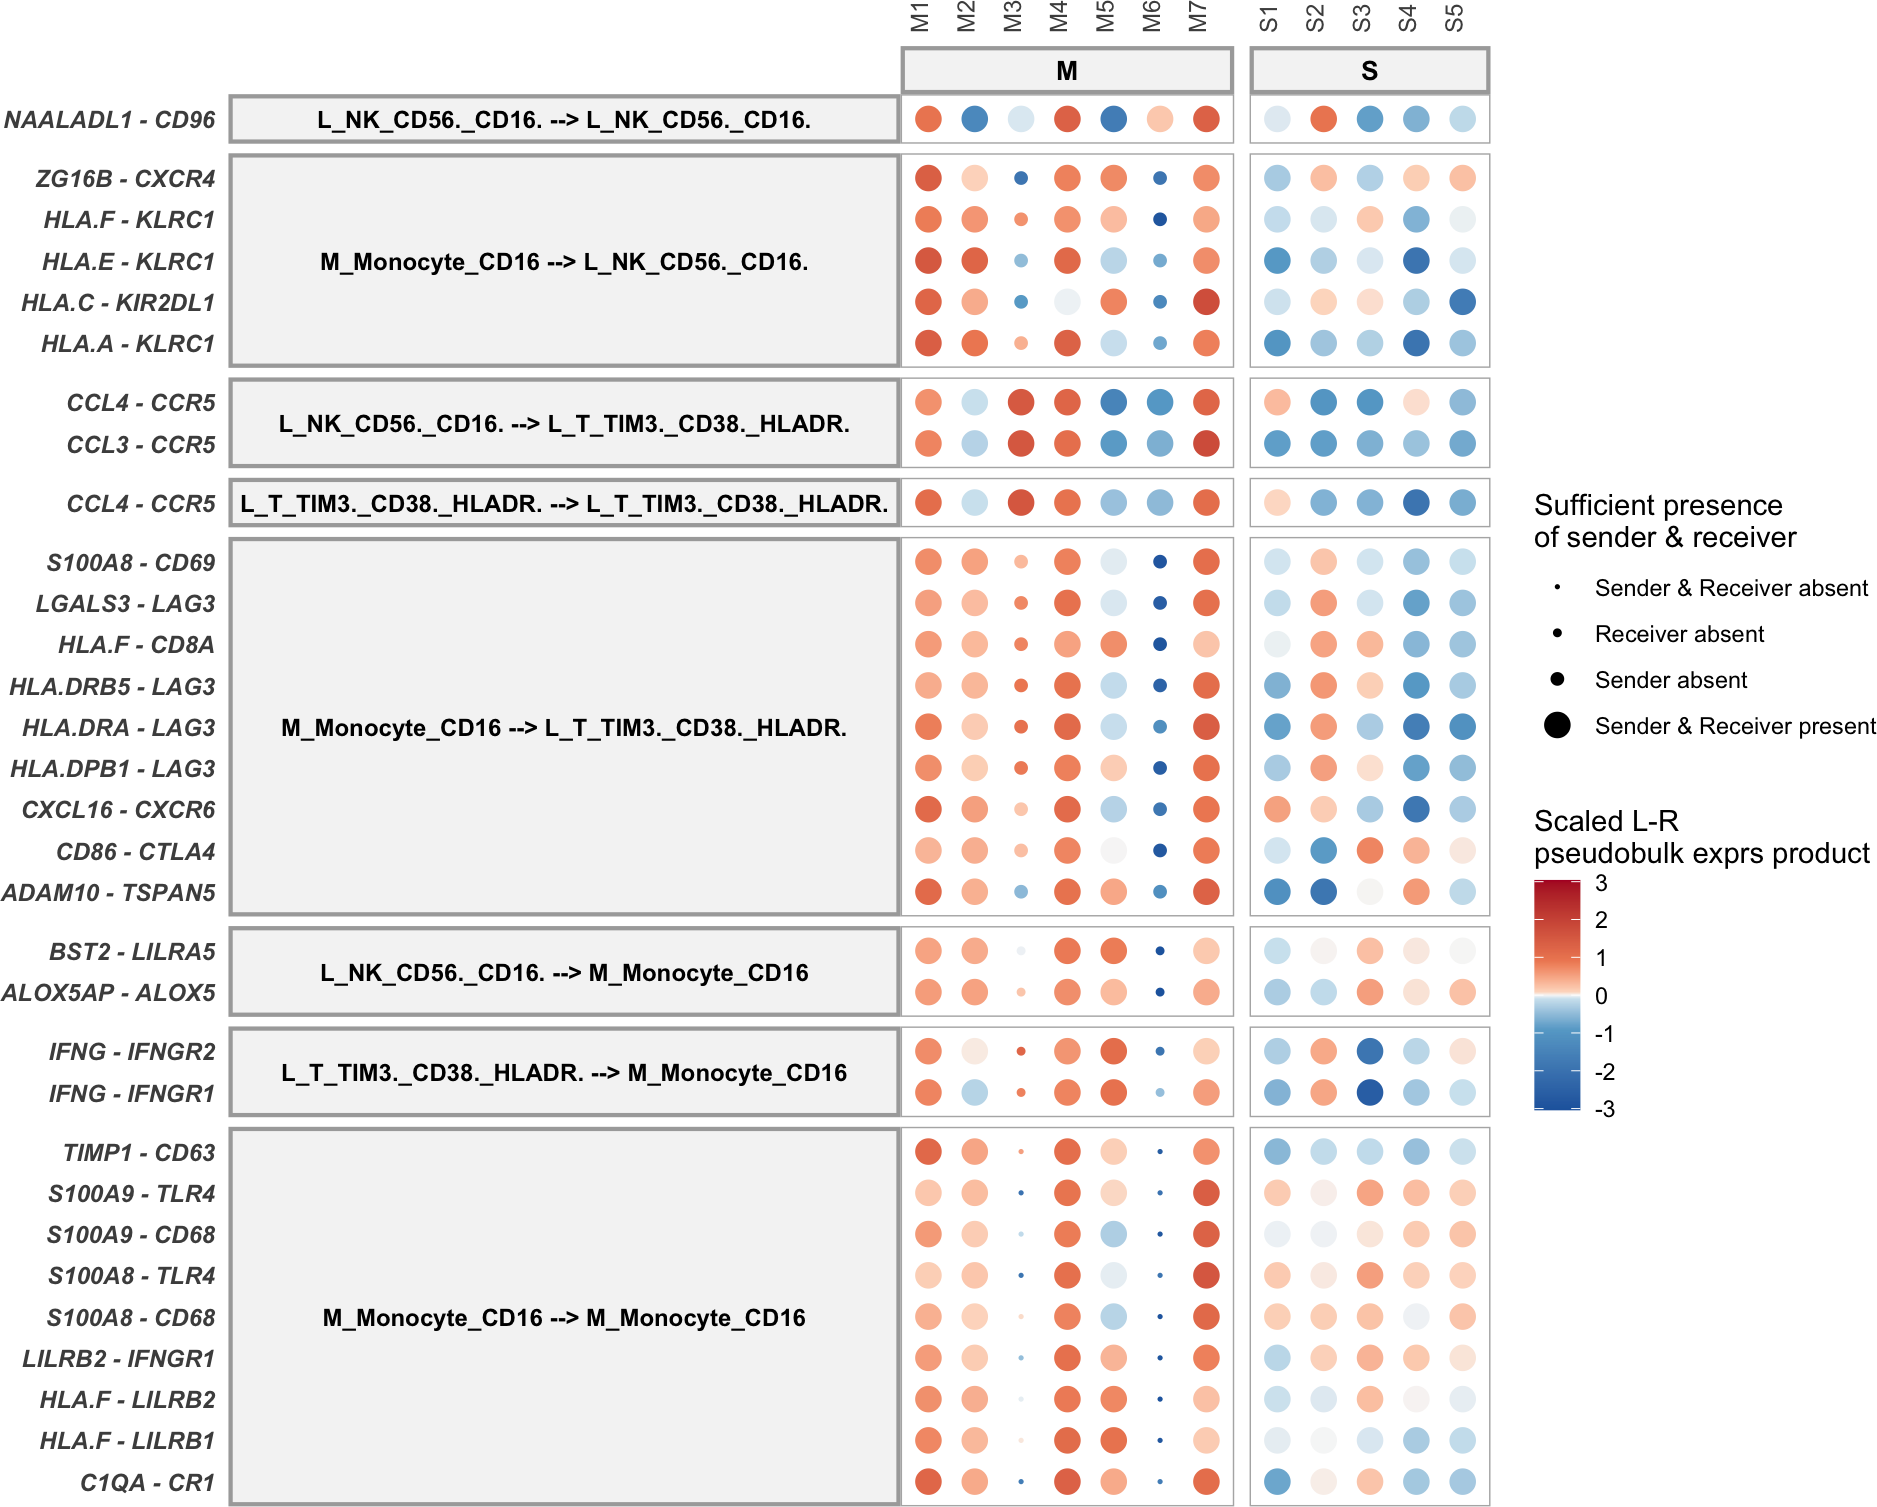 M1 M2 M3 M4 M5 M6 M7 S1 S2 S3 S4 S5
M S
NAALADL1 - CD96
L_NK_CD56._CD16. --> L_NK_CD56._CD16.
ZG16B - CXCR4
HLA.F - KLRC1
HLA.E - KLRC1
HLA.C - KIR2DL1
HLA.A - KLRC1
M_Monocyte_CD16 --> L_NK_CD56._CD16.
CCL4 - CCR5
CCL3 - CCR5
L_NK_CD56._CD16. --> L_T_TIM3._CD38._HLADR.
CCL4 - CCR5
L_T_TIM3._CD38._HLADR. --> L_T_TIM3._CD38._HLADR.
S100A8 - CD69
LGALS3 - LAG3
HLA.F - CD8A
HLA.DRB5 - LAG3
HLA.DRA - LAG3
HLA.DPB1 - LAG3
CXCL16 - CXCR6
CD86 - CTLA4
ADAM10 - TSPAN5
M_Monocyte_CD16 --> L_T_TIM3._CD38._HLADR.
BST2 - LILRA5
ALOX5AP - ALOX5
L_NK_CD56._CD16. --> M_Monocyte_CD16
IFNG - IFNGR2
IFNG - IFNGR1
L_T_TIM3._CD38._HLADR. --> M_Monocyte_CD16
TIMP1 - CD63
S100A9 - TLR4
S100A9 - CD68
S100A8 - TLR4
S100A8 - CD68
LILRB2 - IFNGR1
HLA.F - LILRB2
HLA.F - LILRB1
C1QA - CR1
M_Monocyte_CD16 --> M_Monocyte_CD16
Sufficient presence
of sender & receiver
Sender & Receiver absent
Receiver absent
Sender absent
Sender & Receiver present
Scaled L-R
pseudobulk exprs product
3
2
1
0
-1
-2
-3